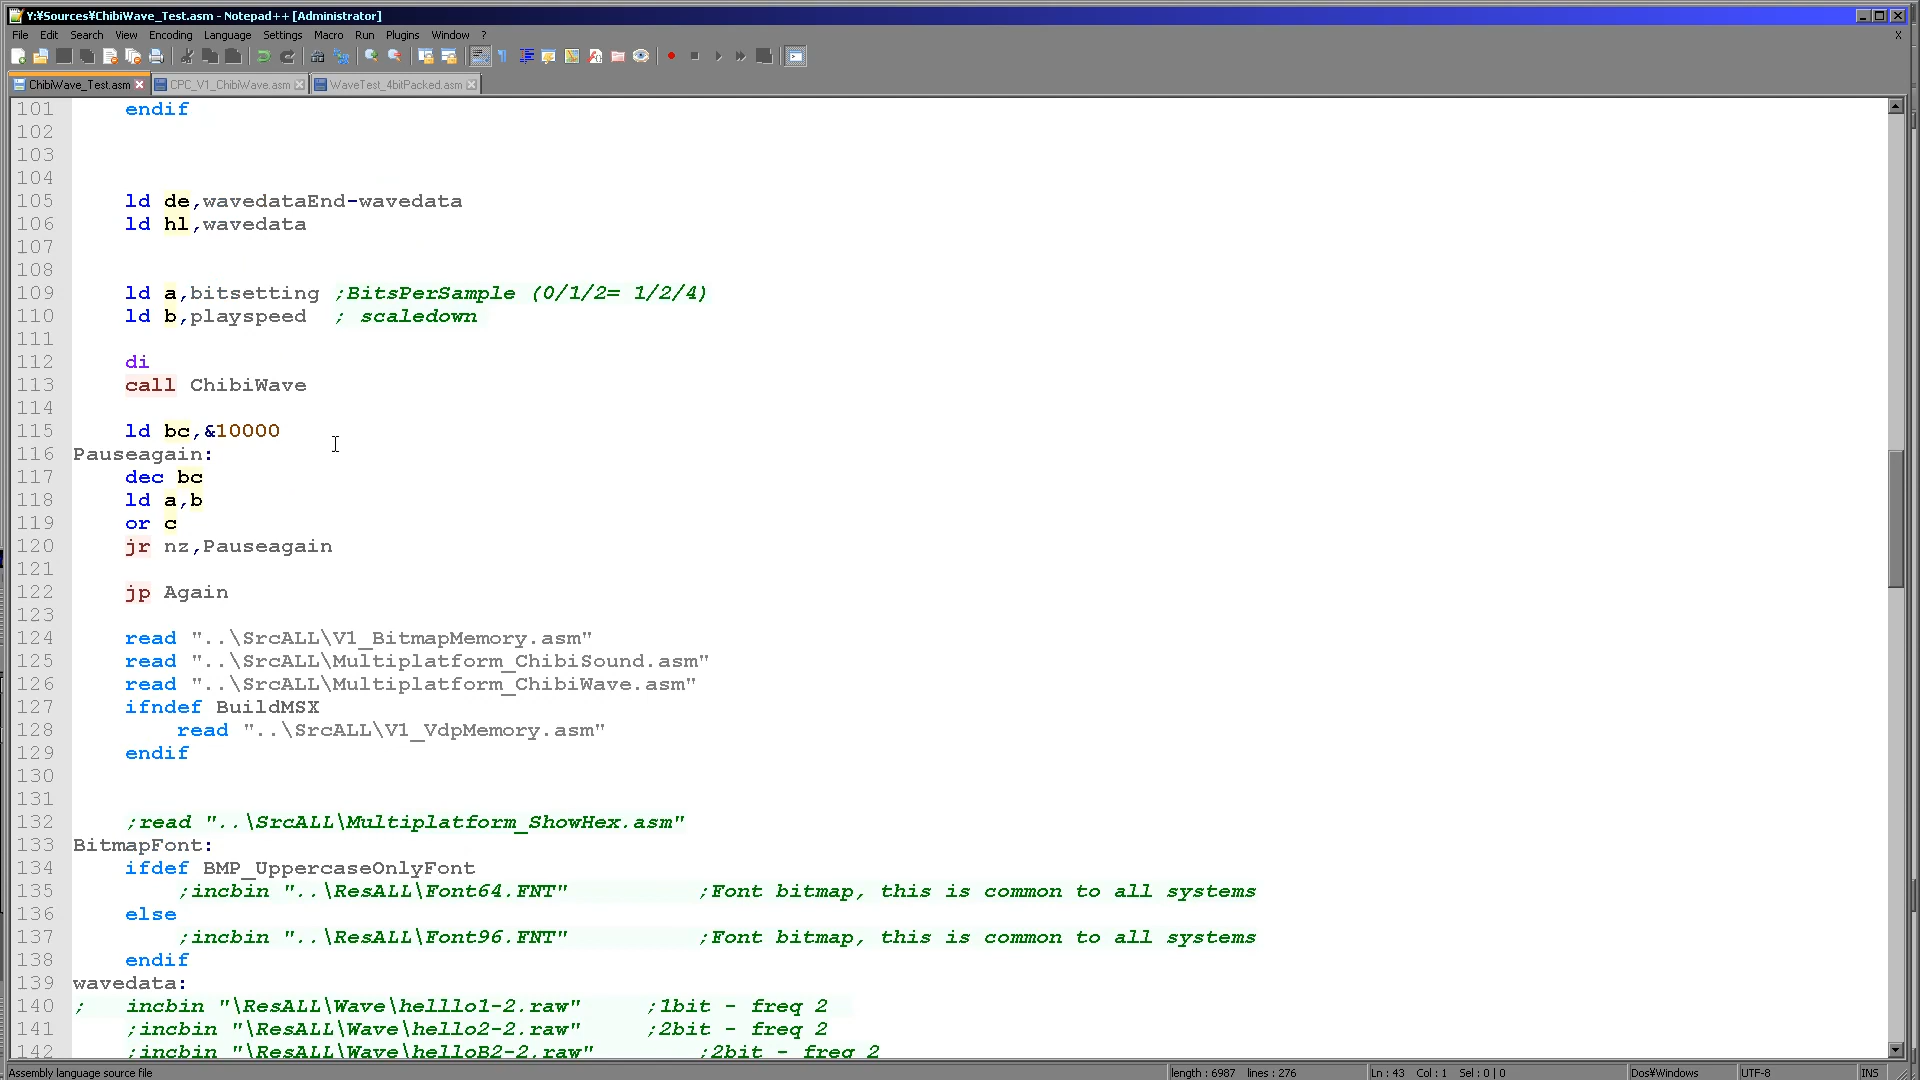 Y:¥Sources¥ChibiWave_Test.asm - Notepad++ [Administrator]
File Edit Search View Encoding Language Settings Macro Run Plugins Window ? X
ChibiWave_Test.asm CPC_V1_ChibiWave.asm WaveTest_4bitPacked.asm
101 endif
102
103
104
105 ld de,wavedataEnd-wavedata
106 ld hl,wavedata
107
108
109 ld a,bitsetting ;BitsPerSample (0/1/2= 1/2/4)
110 ld b,playspeed ; scaledown
111
112 di
113 call ChibiWave
114
115 ld bc,&10000
116 Pauseagain:
117 dec bc
118 ld a,b
119 or c
120 jr nz,Pauseagain
121
122 jp Again
123
124 read "..\SrcALL\V1_BitmapMemory.asm"
125 read "..\SrcALL\Multiplatform_ChibiSound.asm"
126 read "..\SrcALL\Multiplatform_ChibiWave.asm"
127 ifndef BuildMSX
128 read "..\SrcALL\V1_VdpMemory.asm"
129 endif
130
131
132 ;read "..\SrcALL\Multiplatform_ShowHex.asm"
133 BitmapFont:
134 ifdef BMP_UppercaseOnlyFont
135 ;incbin "..\ResALL\Font64.FNT" ;Font bitmap, this is common to all systems
136 else
137 ;incbin "..\ResALL\Font96.FNT" ;Font bitmap, this is common to all systems
138 endif
139 wavedata:
140 ; incbin "\ResALL\Wave\helllo1-2.raw" ;1bit - freq 2
141 ;incbin "\ResALL\Wave\helllo2-2.raw" ;2bit - freq 2
142 ;incbin "\ResALL\Wave\helloB2-2.raw" ;2bit - freq 2
Assembly language source file length : 6987 lines : 276 Ln : 43 Col : 1 Sel : 0 | 0 Dos¥Windows UTF-8 INS